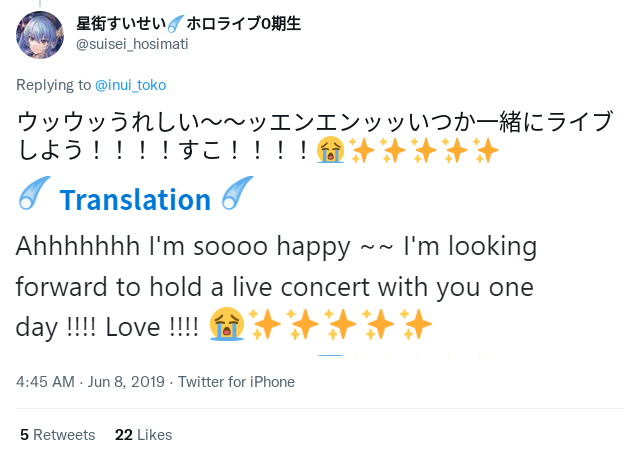 星街すいせい☄️ホロライブ0期生
@suisei_hosimati
Replying to @inui_toko
ウッウッうれしい〜〜ッエンエンッッいつか一緒にライブ
しよう！！！！すこ！！！！😭✨✨✨✨✨
☄️ Translation ☄️
Ahhhhhhh I'm soooo happy ~~ I'm looking
forward to hold a live concert with you one
day !!!! Love !!!! 😭✨✨✨✨✨
4:45 AM · Jun 8, 2019 · Twitter for iPhone
5 Retweets 22 Likes